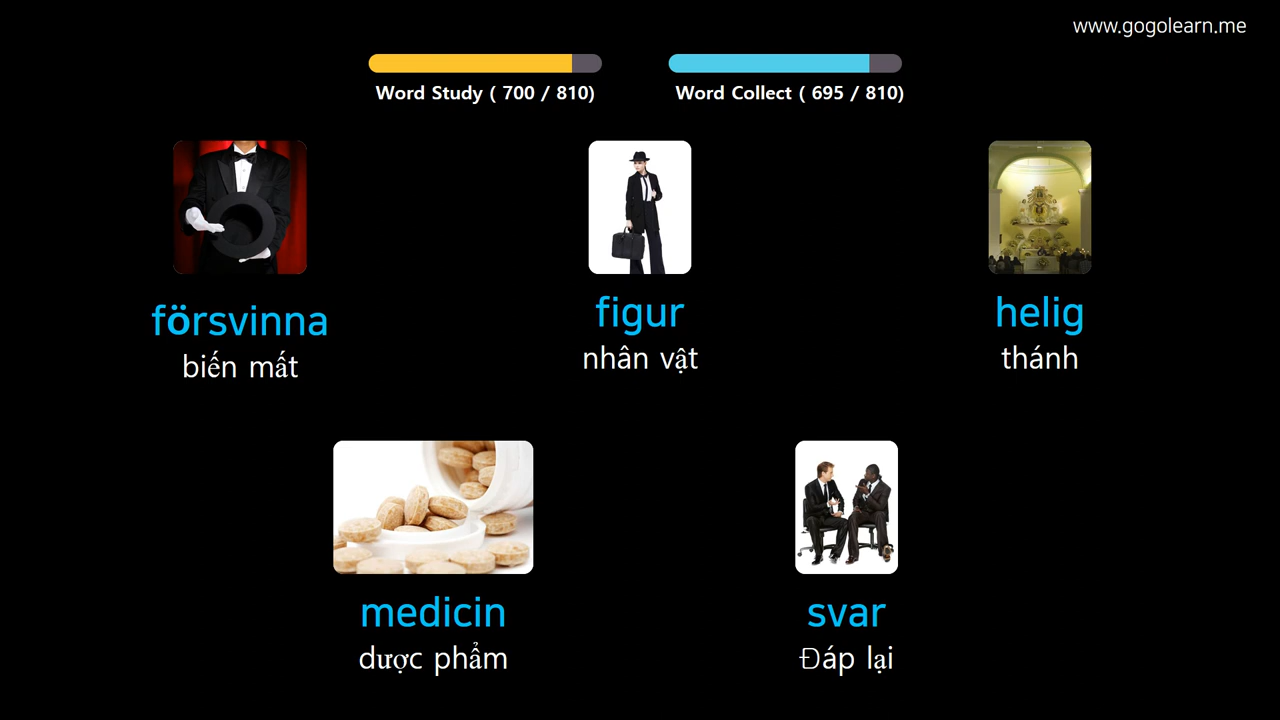 www.gogolearn.me
Word Study ( 700 / 810)
Word Collect ( 695 / 810)
försvinna
biến mất
figur
nhân vật
helig
thánh
medicin
dược phẩm
svar
Đáp lại